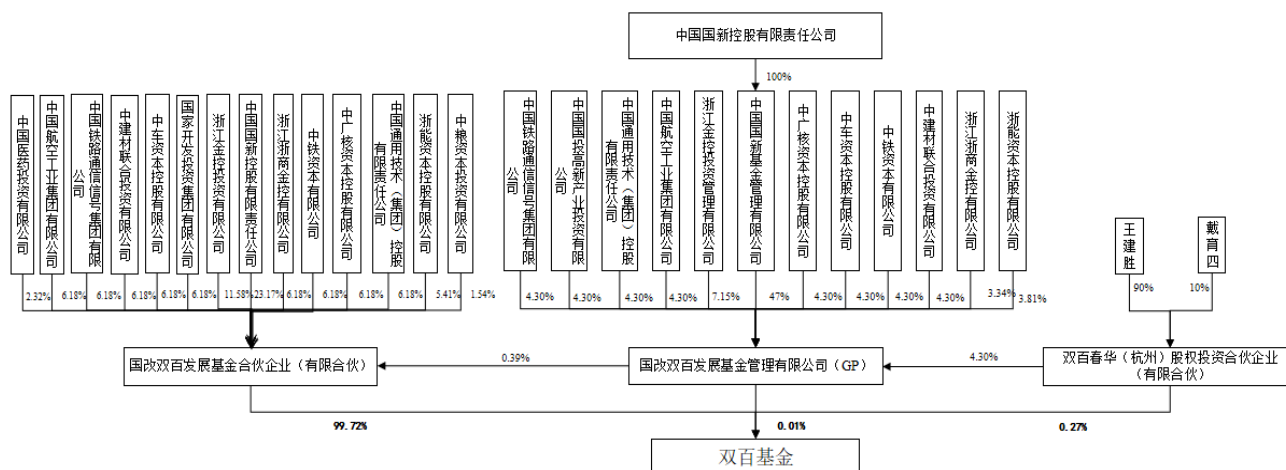 中国国新控股有限责任公司
100%
中国医药投资有限公司
中国航空工业集团有限公司
中国铁路通信信号集团有限公司
中建材联合投资有限公司
中车资本控股有限公司
国家开发投资集团有限公司
浙江金控投资有限公司
中国国新控股有限责任公司
浙江浙商金控有限公司
中铁资本有限公司
中广核资本控股有限公司
中国通用技术（集团）控股有限责任公司
浙能资本控股有限公司
中粮资本投资有限公司
中国铁路通信信号集团有限公司
中国国投高新产业投资有限公司
中国通用技术（集团）控股有限责任公司
中国航空工业集团有限公司
浙江金控投资管理有限公司
中国国新基金管理有限公司
中广核资本控股有限公司
中车资本控股有限公司
中铁资本有限公司
中建材联合投资有限公司
浙江浙商金控有限公司
浙能资本控股有限公司
王建胜
戴育四
2.32% 6.18% 6.18% 6.18% 6.18% 6.18% 11.58% 23.17% 6.18% 6.18% 6.18% 6.18% 5.41% 1.54%
4.30% 4.30% 4.30% 4.30% 7.15% 47% 4.30% 4.30% 4.30% 4.30% 3.34% 3.81%
90% 10%
国改双百发展基金合伙企业（有限合伙）
0.39%
国改双百发展基金管理有限公司（GP）
4.30%
双百春华（杭州）股权投资合伙企业
（有限合伙）
99.72%
0.01%
0.27%
双百基金